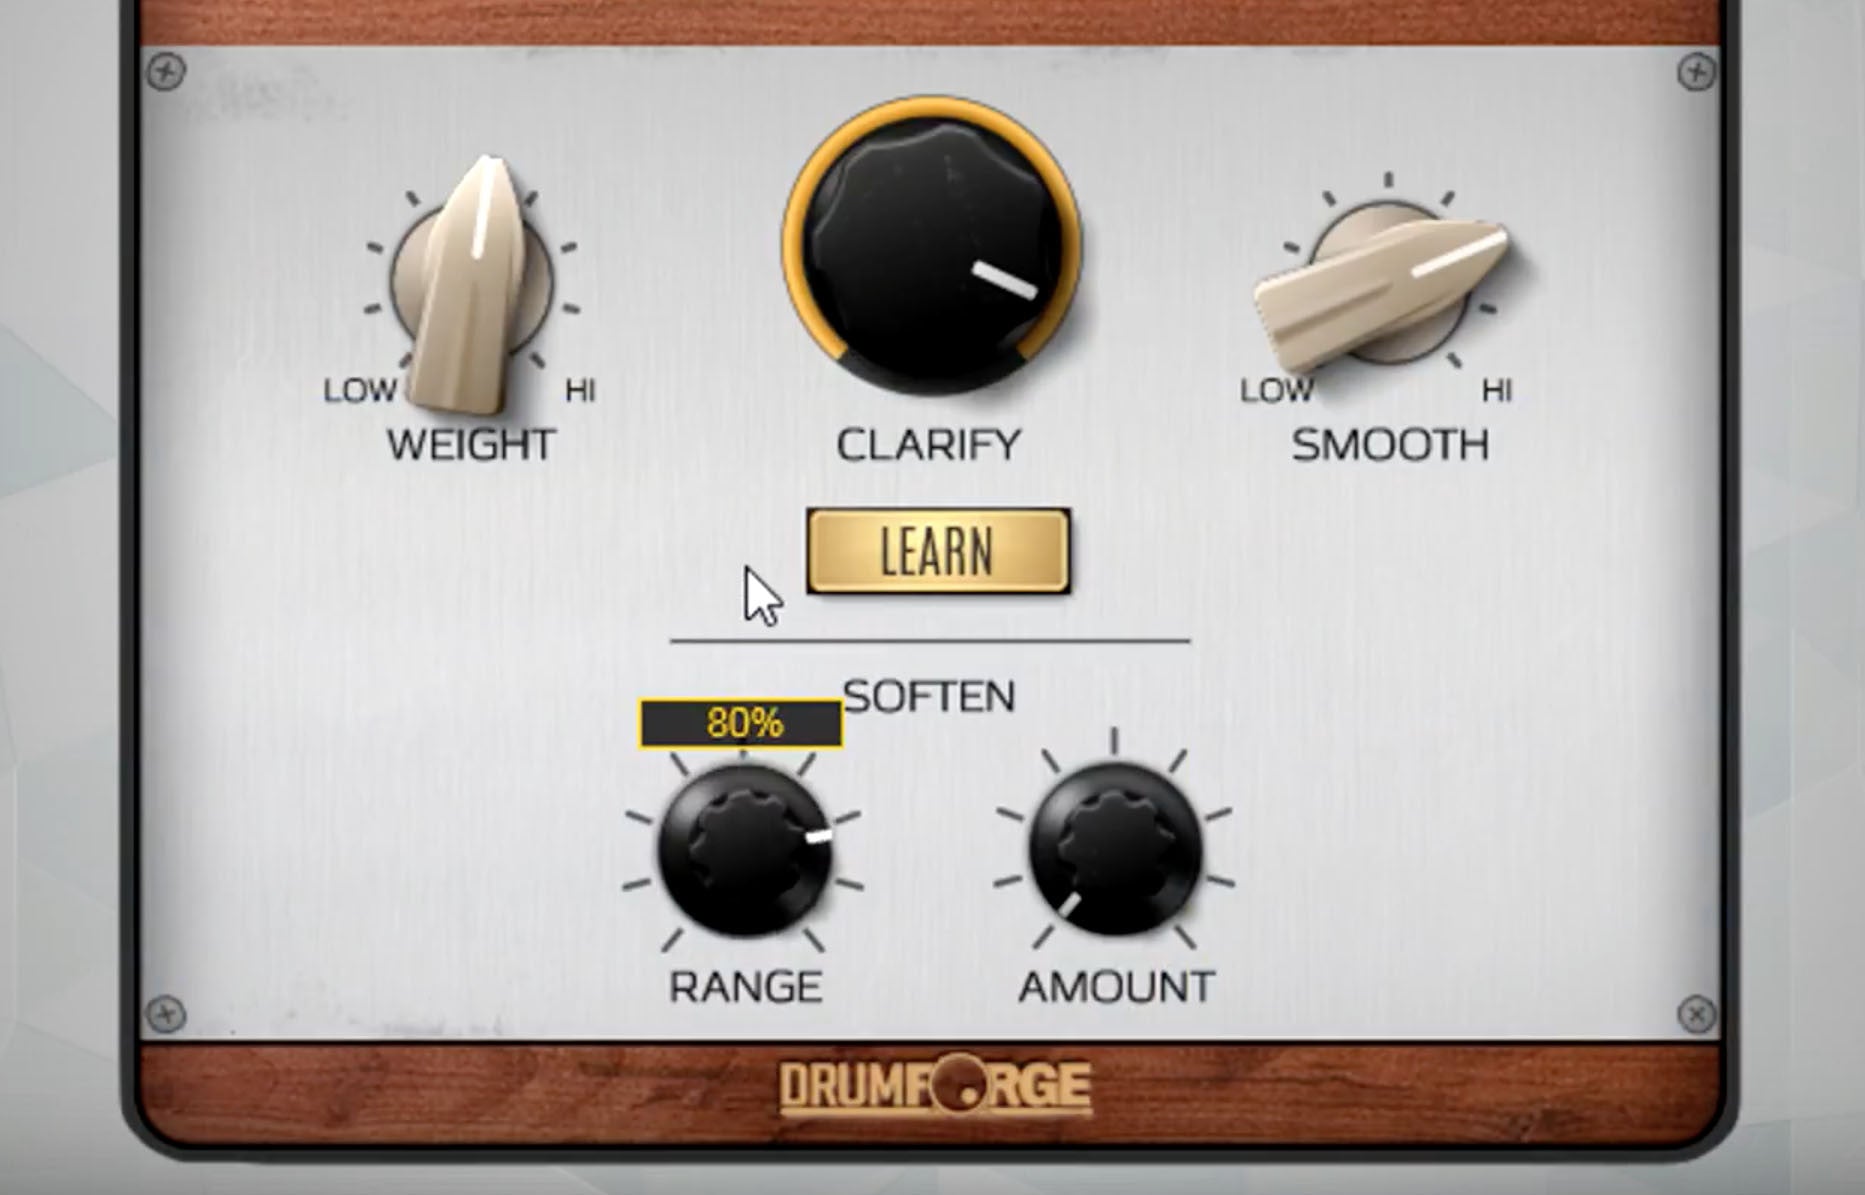 LOW HI
WEIGHT
CLARIFY
LOW HI
SMOOTH
LEARN
SOFTEN
80%
RANGE
AMOUNT
DRUMFORGE